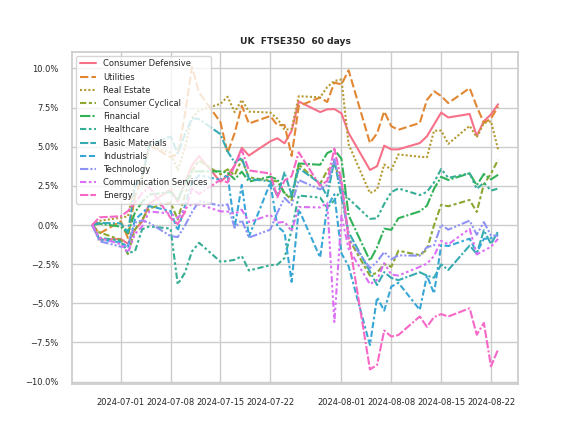 UK FTSE350 60 days
10.0%
7.5%
5.0%
2.5%
0.0%
−2.5%
−5.0%
−7.5%
−10.0%
Consumer Defensive
Utilities
Real Estate
Consumer Cyclical
Financial
Healthcare
Basic Materials
Industrials
Technology
Communication Services
Energy
2024-07-01 2024-07-08 2024-07-15 2024-07-22 2024-08-01 2024-08-08 2024-08-15 2024-08-22